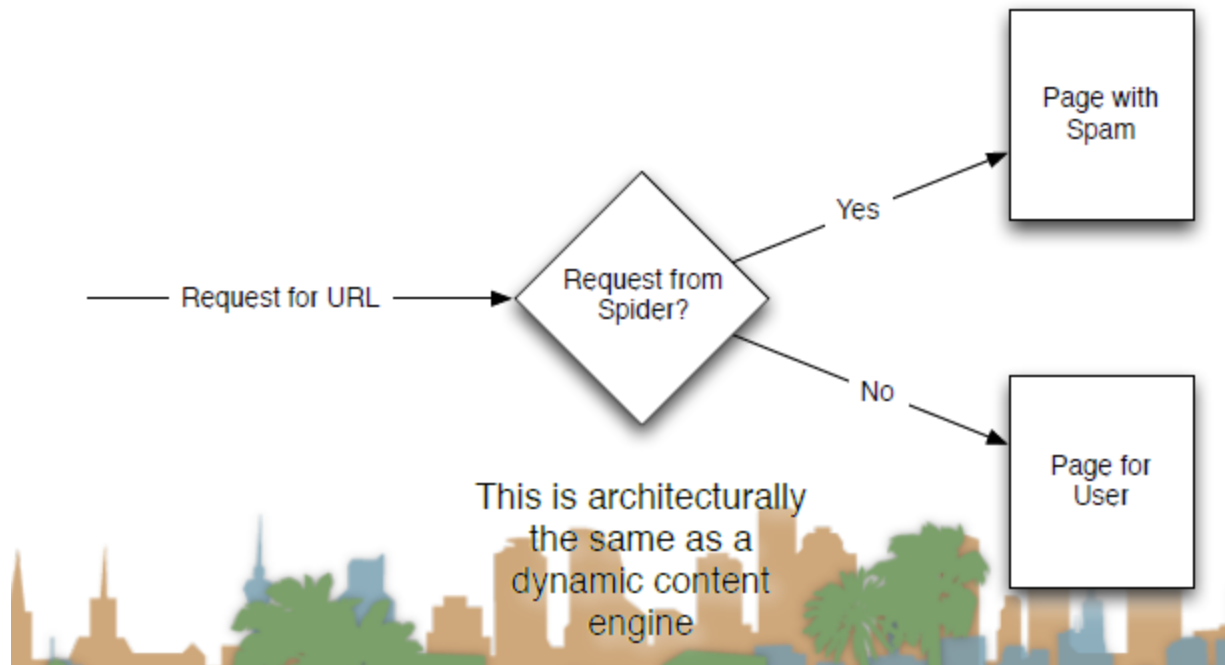 Page with
Spam
Yes
Request for URL
Request from
Spider?
No
Page for
User
This is architecturally
the same as a
dynamic content
engine